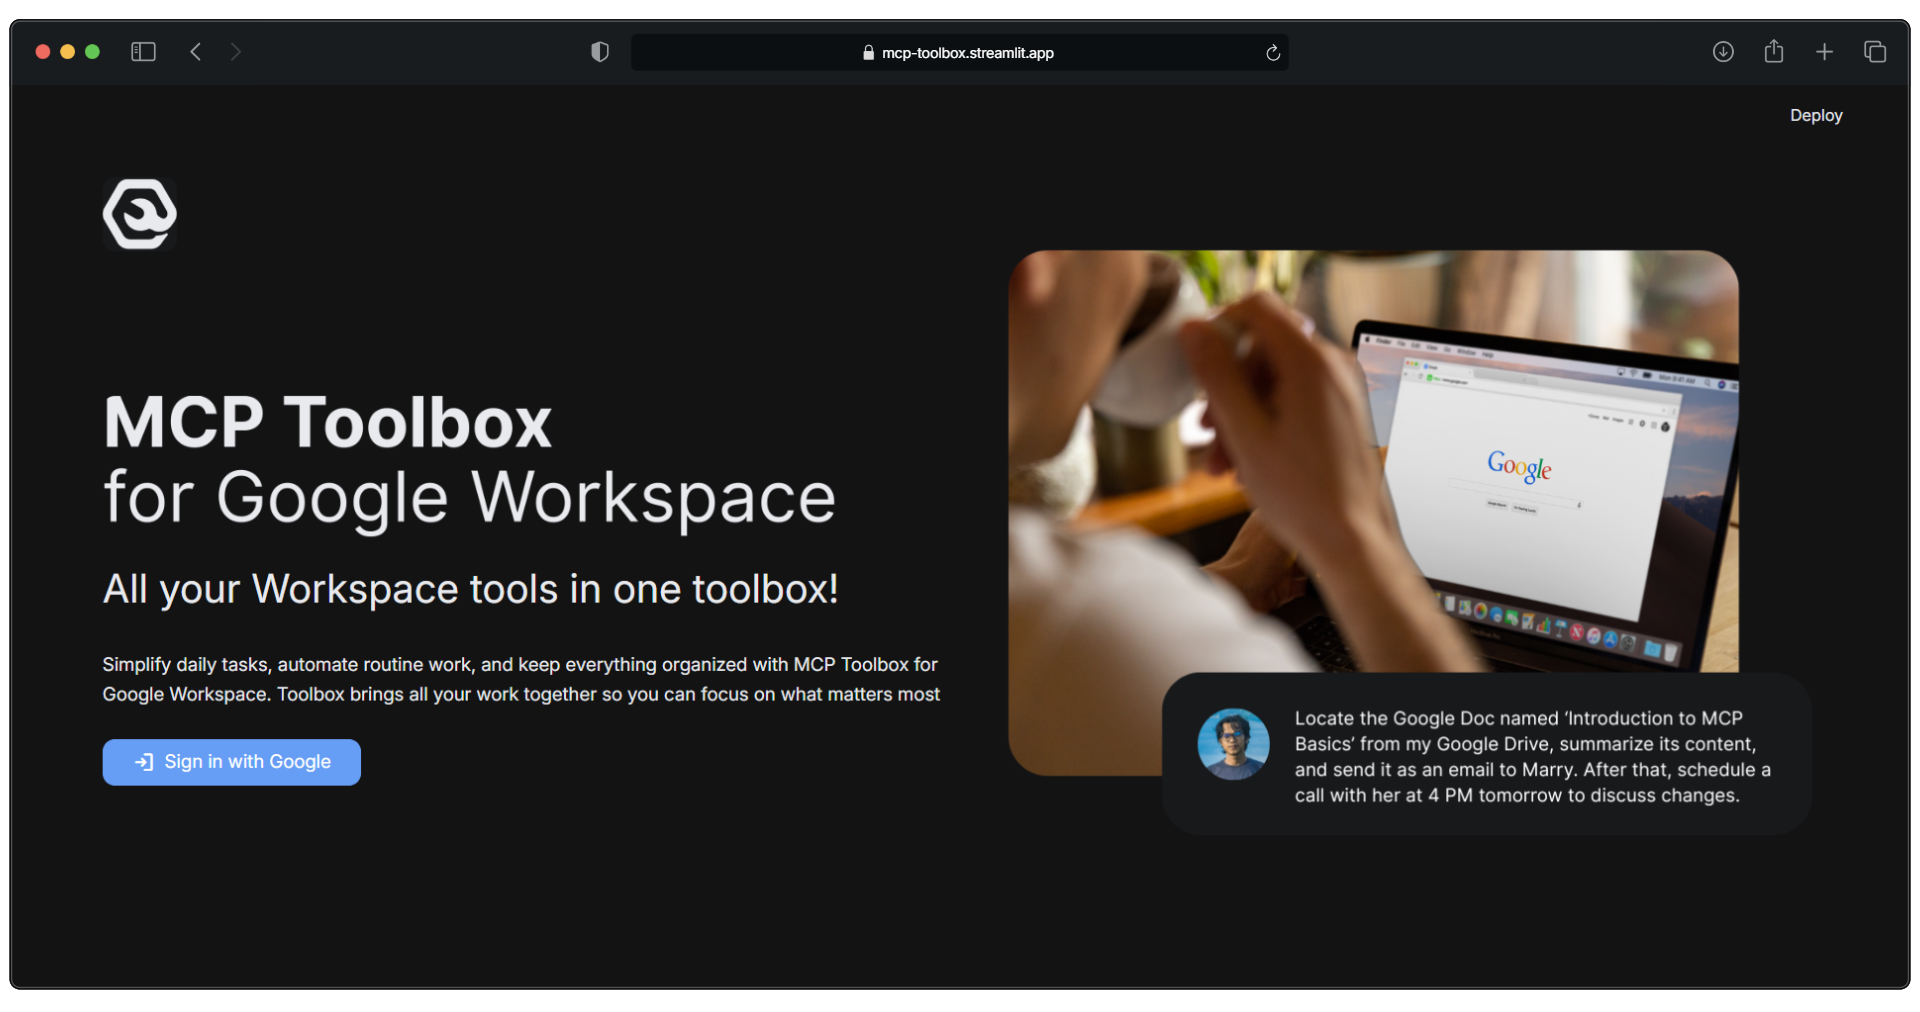 mcp-toolbox.streamlit.app
Deploy
MCP Toolbox
for Google Workspace
All your Workspace tools in one toolbox!
Simplify daily tasks, automate routine work, and keep everything organized with MCP Toolbox for
Google Workspace. Toolbox brings all your work together so you can focus on what matters most
Sign in with Google
Google
Locate the Google Doc named ‘Introduction to MCP
Basics’ from my Google Drive, summarize its content,
and send it as an email to Marry. After that, schedule a
call with her at 4 PM tomorrow to discuss changes.